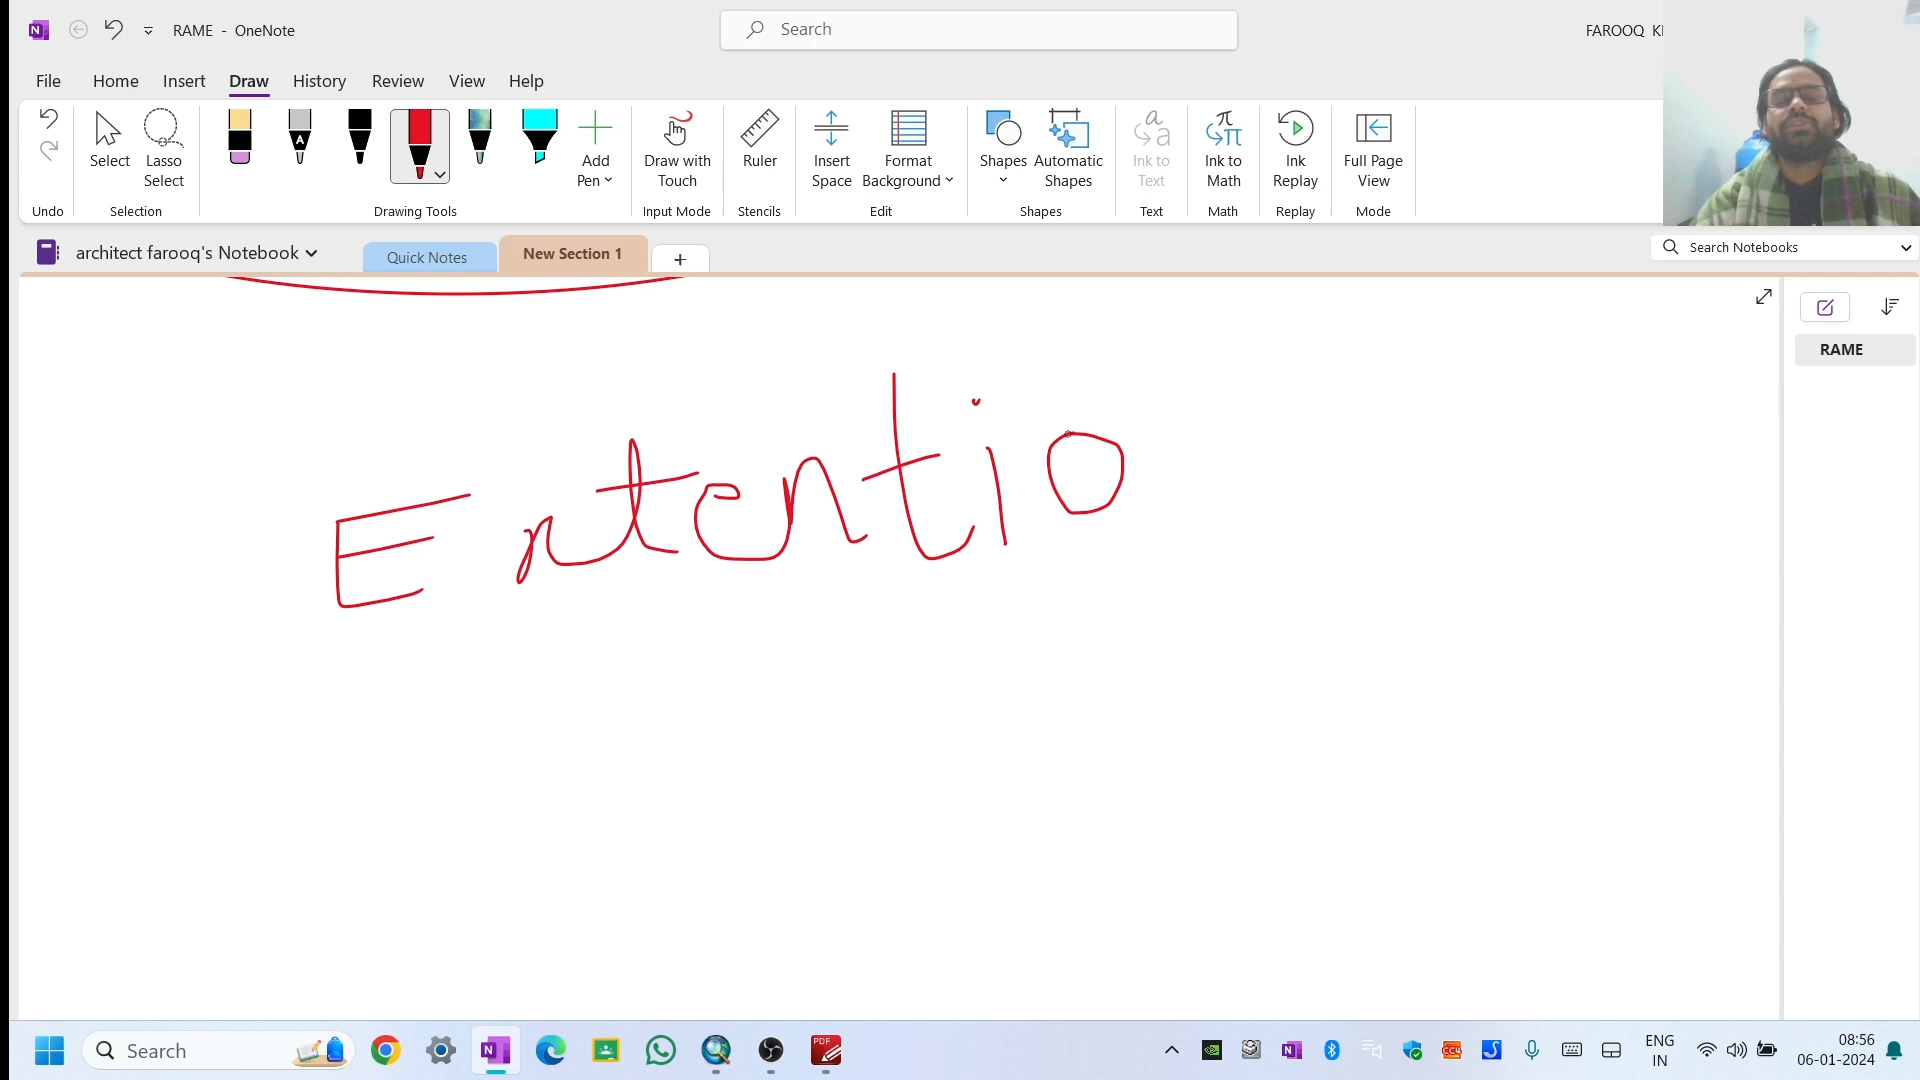 RAME - OneNote
Search
FAROOQ
File Home Insert Draw History Review View Help
Select
Lasso Select
Add Pen
Draw with Touch
Ruler
Insert Space
Format Background
Shapes
Automatic Shapes
Ink to Text
Ink to Math
Ink Replay
Full Page View
Undo Selection Drawing Tools Input Mode Stencils Edit Shapes Text Math Replay Mode
architect farooq's Notebook
Quick Notes
New Section 1
Search Notebooks
RAME
Extentio
Search
PDF
ENG
IN
08:56
06-01-2024